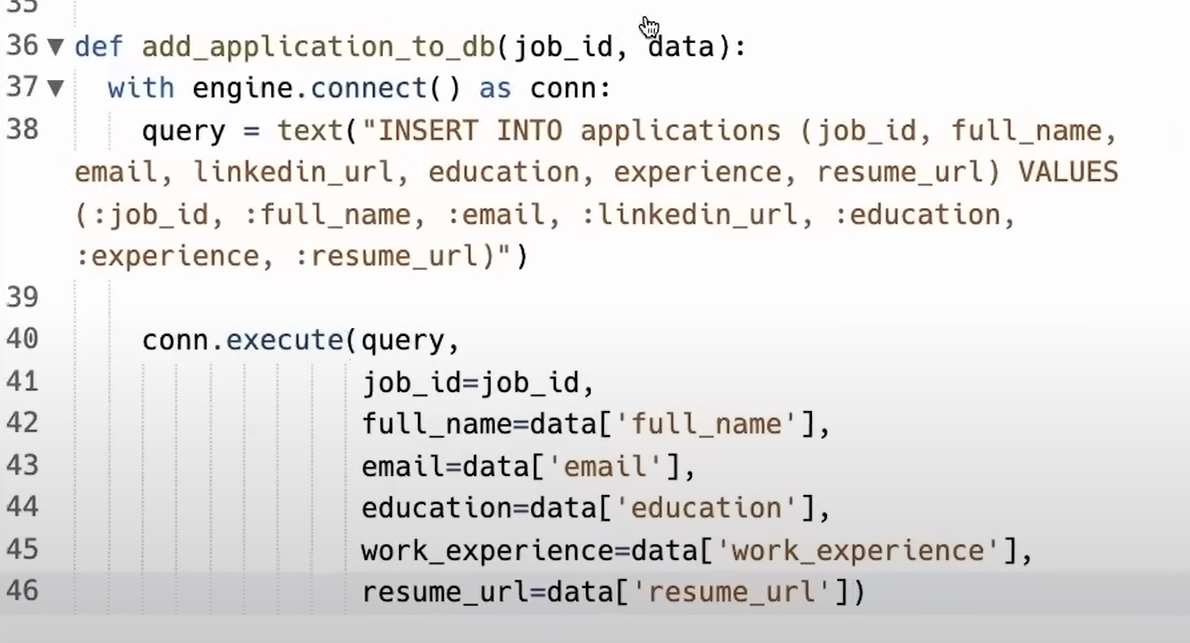 35
36 ▼ def add_application_to_db(job_id, data):
37 ▼   with engine.connect() as conn:
38       query = text("INSERT INTO applications (job_id, full_name,
email, linkedin_url, education, experience, resume_url) VALUES
(:job_id, :full_name, :email, :linkedin_url, :education,
:experience, :resume_url)")
39
40       conn.execute(query,
41                    job_id=job_id,
42                    full_name=data['full_name'],
43                    email=data['email'],
44                    education=data['education'],
45                    work_experience=data['work_experience'],
46                    resume_url=data['resume_url'])